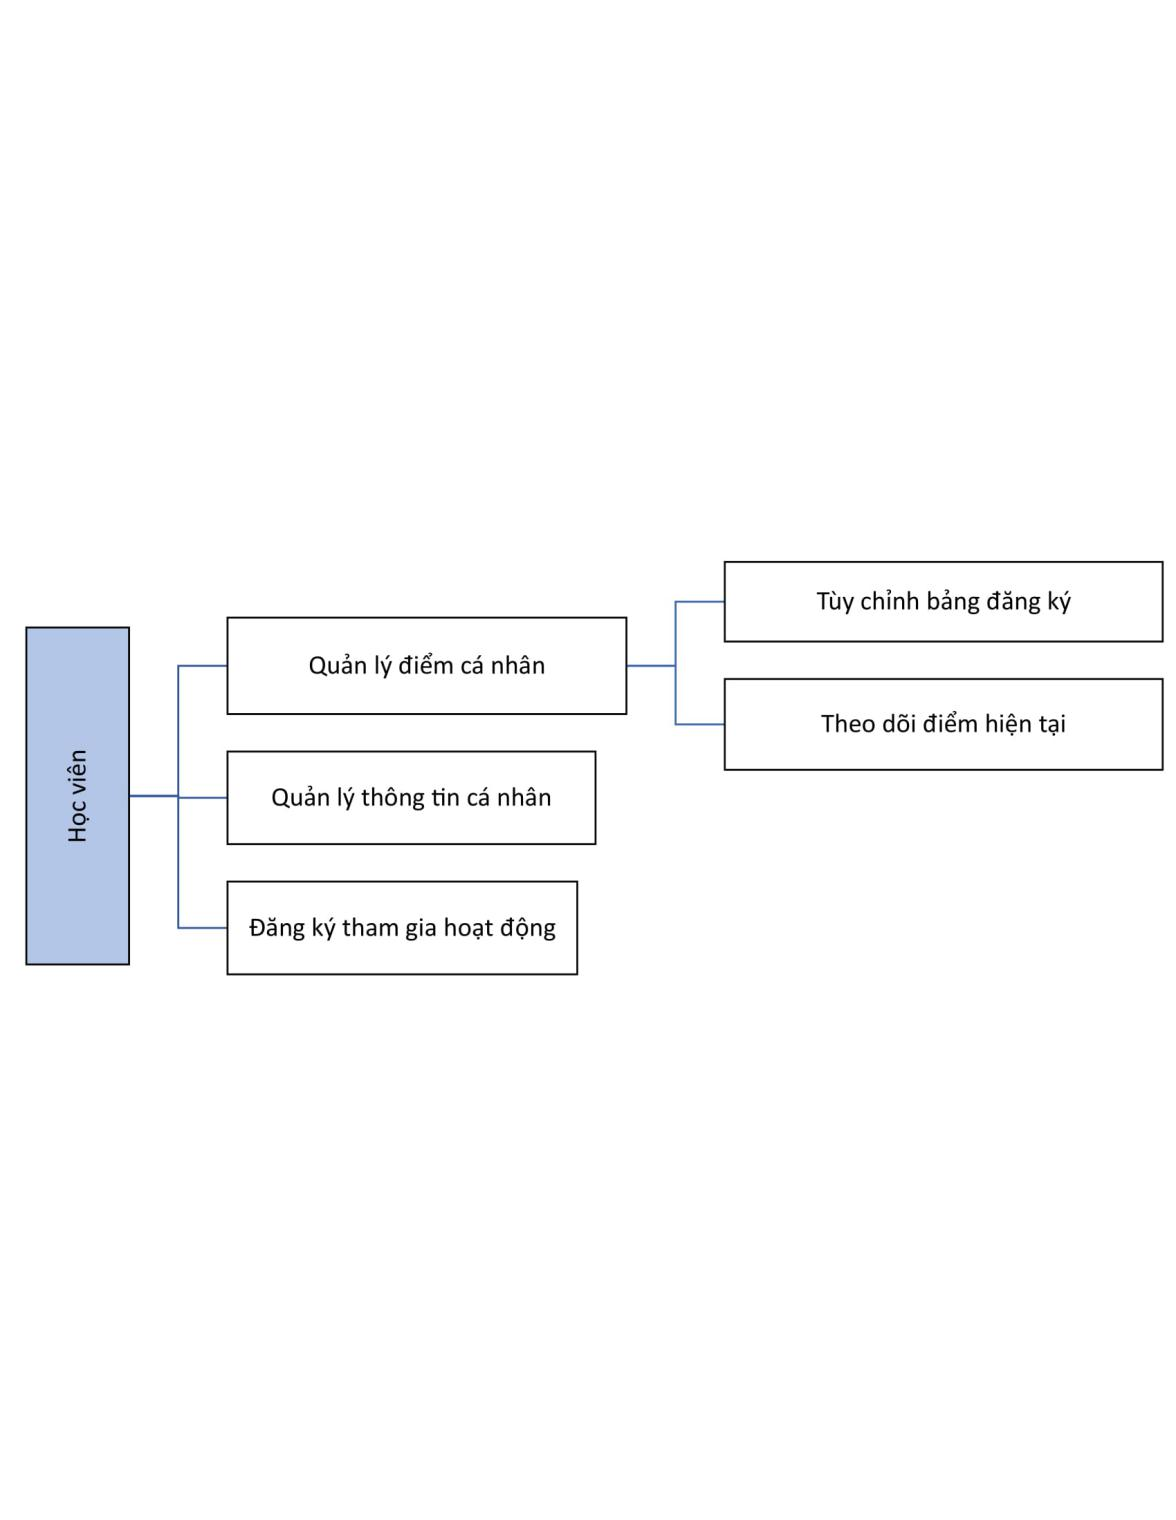 Học viên
Quản lý điểm cá nhân
Tùy chỉnh bảng đăng ký
Theo dõi điểm hiện tại
Quản lý thông tin cá nhân
Đăng ký tham gia hoạt động